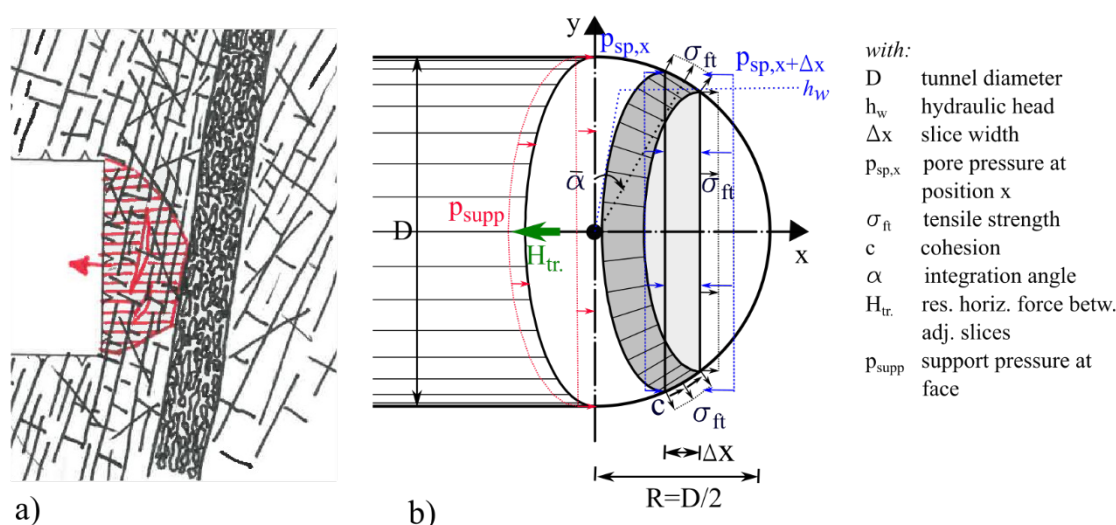 y
p_sp,x
σ_ft
p_sp,x+Δx
h_w
ᾱ
σ_ft
p_supp
D
H_tr.
x
c
σ_ft
Δx
R=D/2
a)
b)
with:
D tunnel diameter
h_w hydraulic head
Δx slice width
p_sp,x pore pressure at
position x
σ_ft tensile strength
c cohesion
α integration angle
H_tr. res. horiz. force betw.
adj. slices
p_supp support pressure at
face